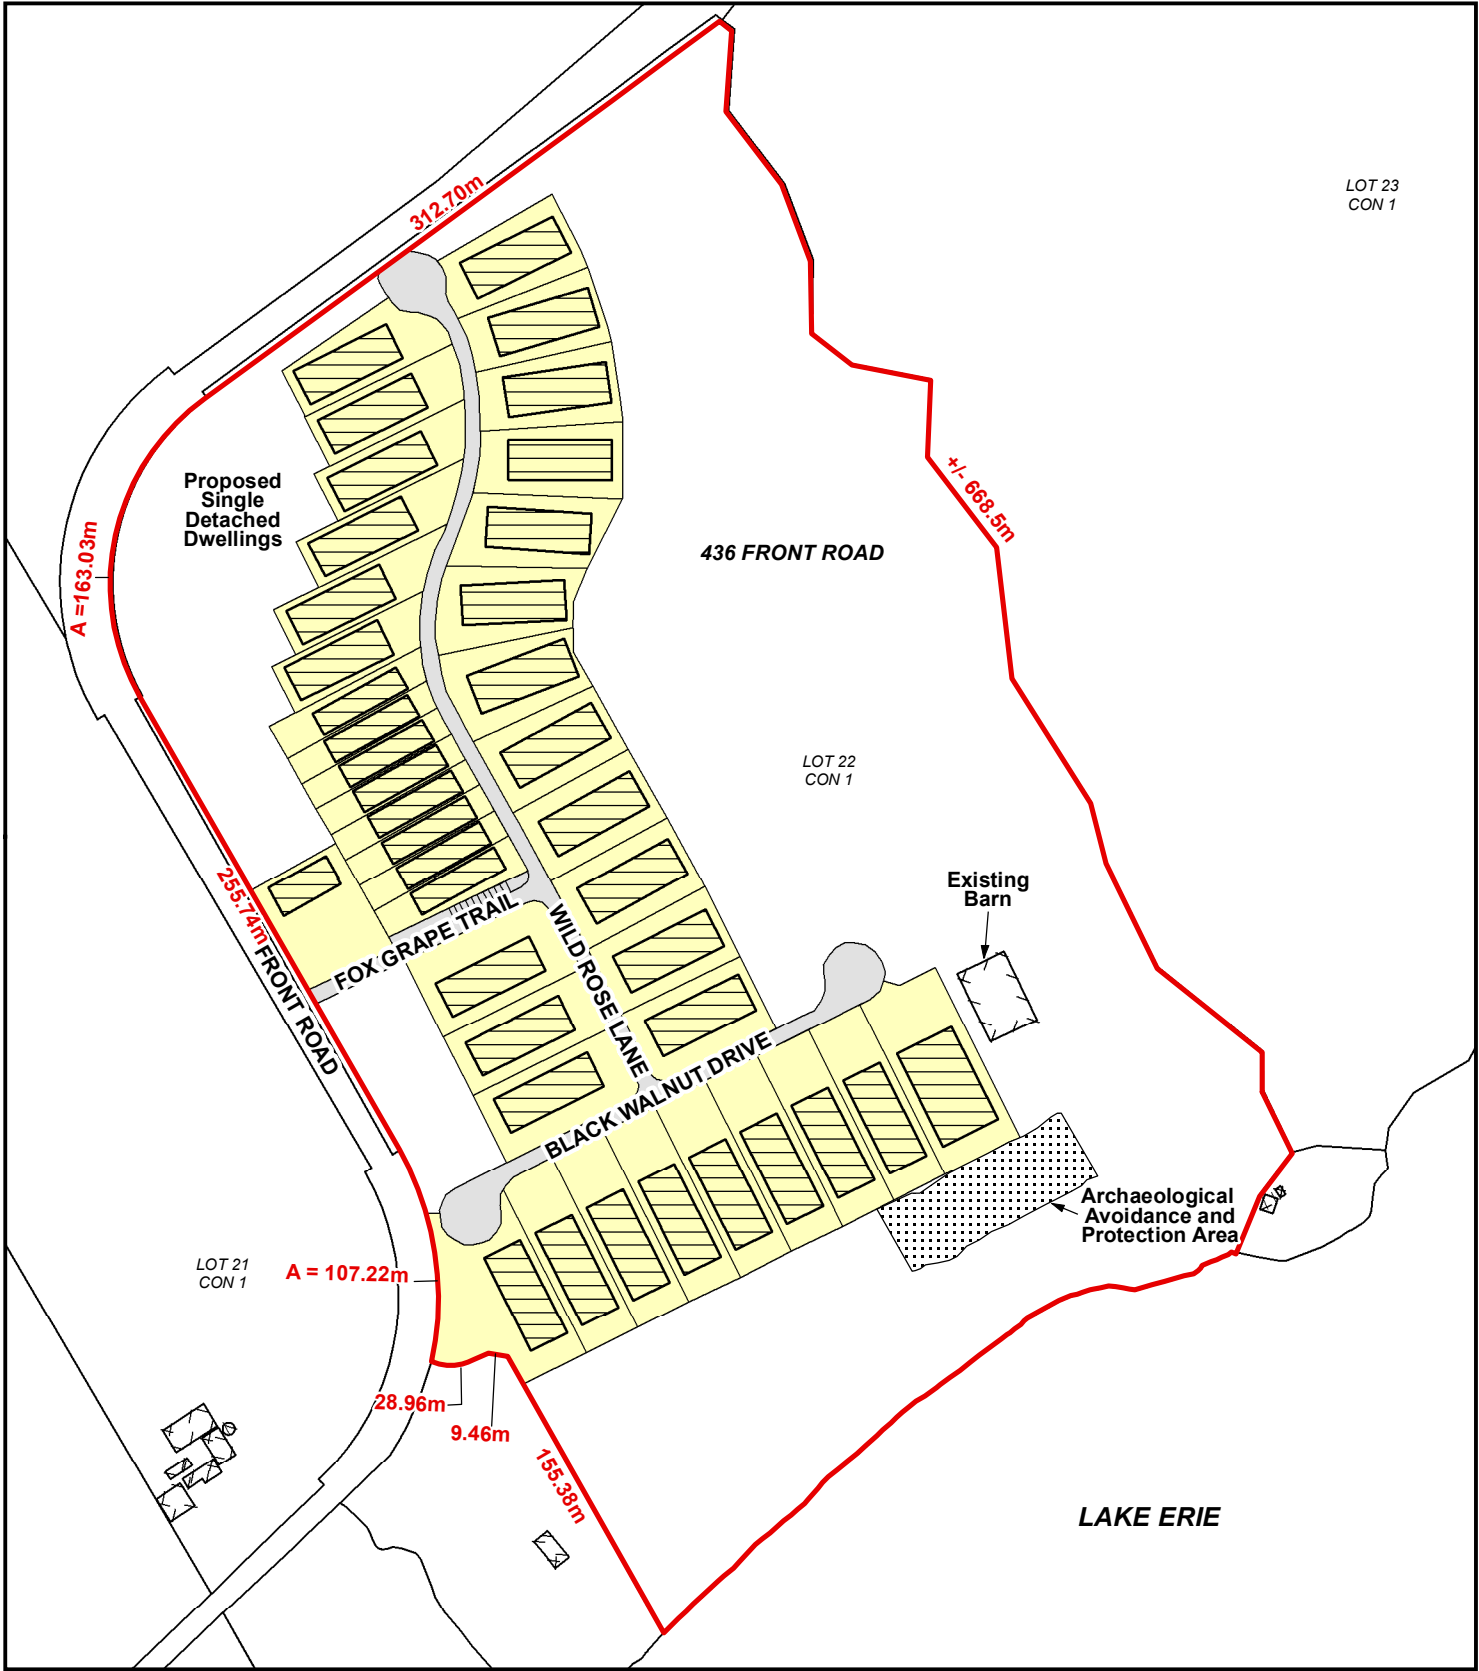 LOT 23
CON 1
312.70m
Proposed
Single
Detached
Dwellings
A =163.03m
+/- 668.5m
436 FRONT ROAD
LOT 22
CON 1
255.74m
FRONT ROAD
FOX GRAPE TRAIL
WILD ROSE LANE
BLACK WALNUT DRIVE
Existing
Barn
Archaeological
Avoidance and
Protection Area
LOT 21
CON 1
A = 107.22m
28.96m
9.46m
155.38m
LAKE ERIE